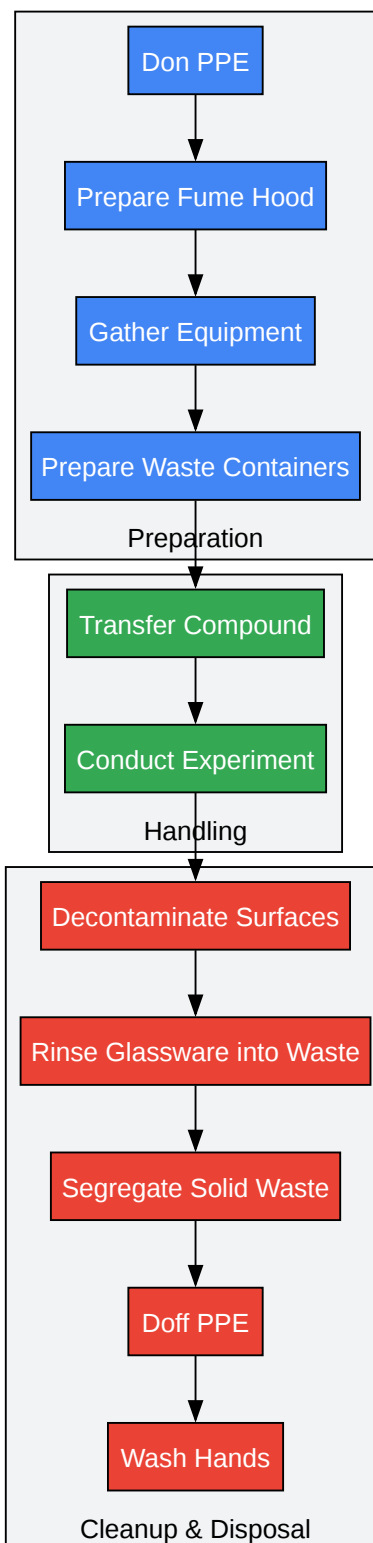 Don PPE
Prepare Fume Hood
Gather Equipment
Prepare Waste Containers
Preparation
Transfer Compound
Conduct Experiment
Handling
Decontaminate Surfaces
Rinse Glassware into Waste
Segregate Solid Waste
Doff PPE
Wash Hands
Cleanup & Disposal